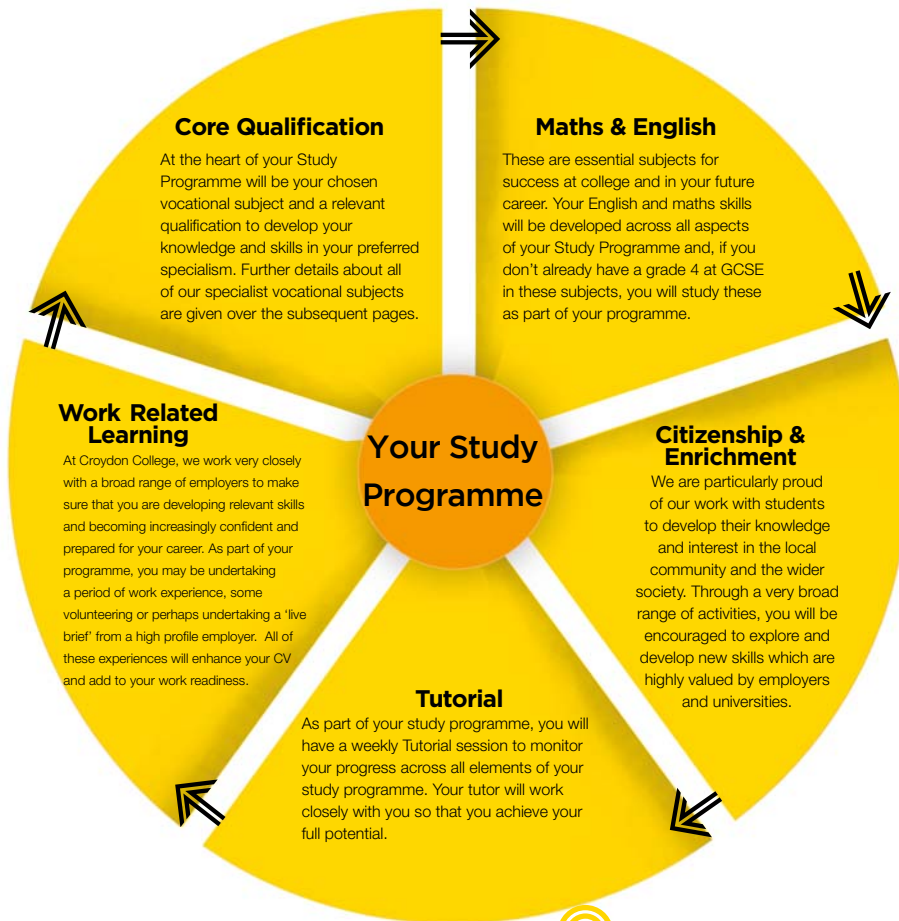 Core Qualification
At the heart of your Study
Programme will be your chosen
vocational subject and a relevant
qualification to develop your
knowledge and skills in your preferred
specialism. Further details about all
of our specialist vocational subjects
are given over the subsequent pages.
Maths & English
These are essential subjects for
success at college and in your future
career. Your English and maths skills
will be developed across all aspects
of your Study Programme and, if you
don't already have a grade 4 at GCSE
in these subjects, you will study these
as part of your programme.
Citizenship &
Enrichment
We are particularly proud
of our work with students
to develop their knowledge
and interest in the local
community and the wider
society. Through a very broad
range of activities, you will be
encouraged to explore and
develop new skills which are
highly valued by employers
and universities.
Tutorial
As part of your study programme, you will
have a weekly Tutorial session to monitor
your progress across all elements of your
study programme. Your tutor will work
closely with you so that you achieve your
full potential.
Work Related
Learning
At Croydon College, we work very closely
with a broad range of employers to make
sure that you are developing relevant skills
and becoming increasingly confident and
prepared for your career. As part of your
programme, you may be undertaking
a period of work experience, some
volunteering or perhaps undertaking a 'live
brief' from a high profile employer. All of
these experiences will enhance your CV
and add to your work readiness.
Your Study
Programme